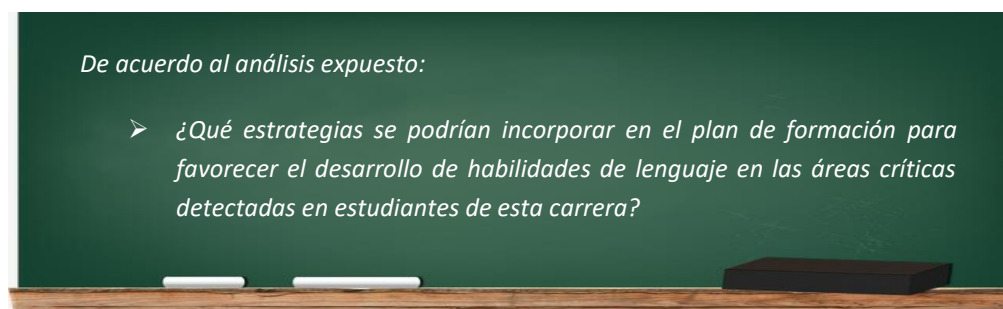 De acuerdo al análisis expuesto:
➢ ¿Qué estrategias se podrían incorporar en el plan de formación para
favorecer el desarrollo de habilidades de lenguaje en las áreas críticas
detectadas en estudiantes de esta carrera?